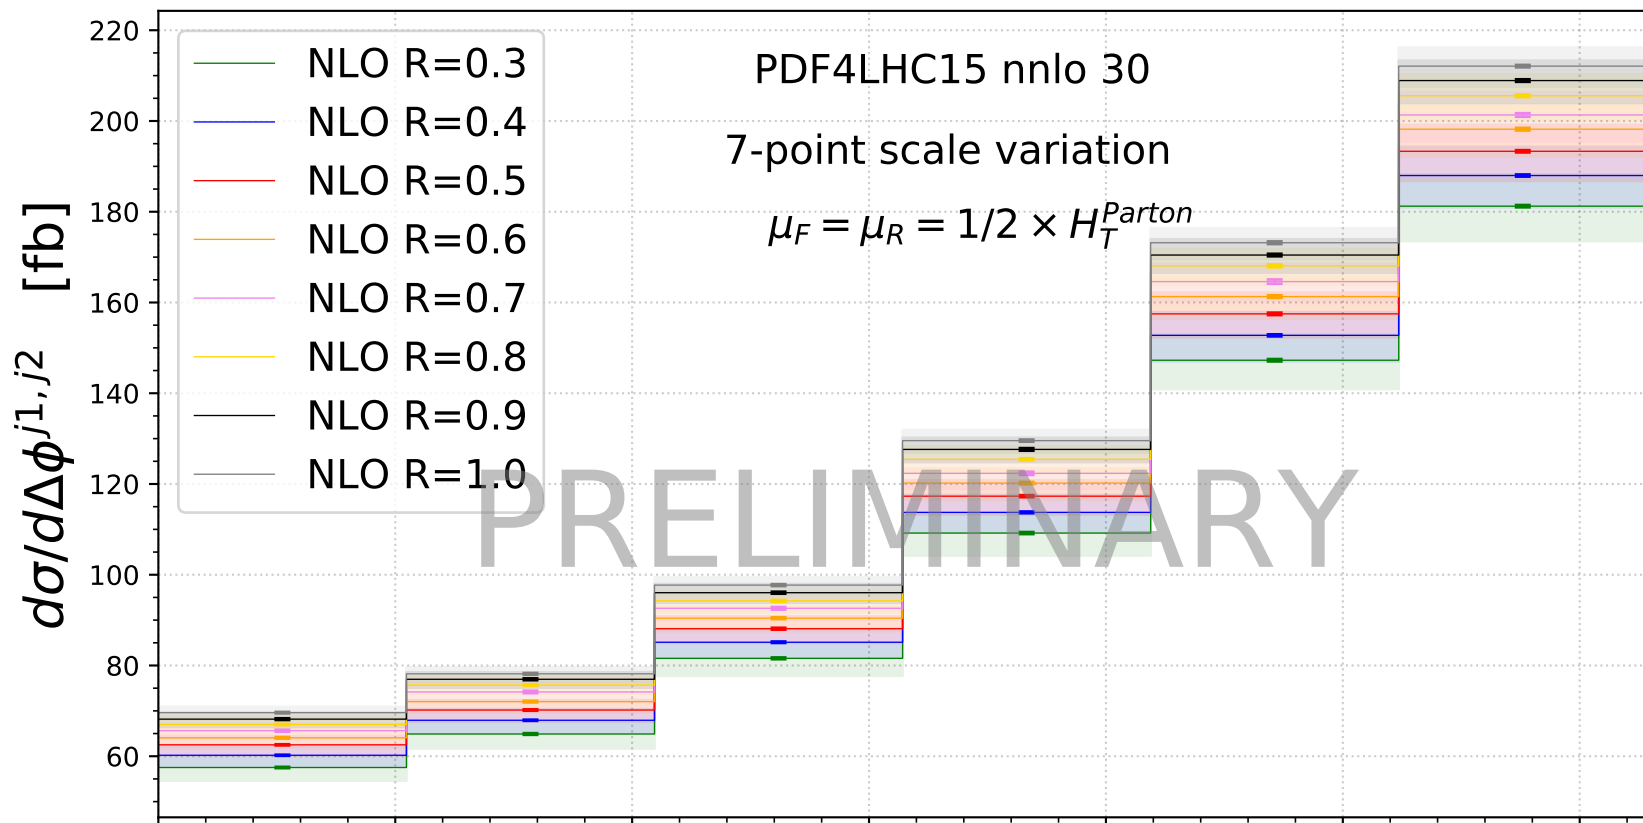 220
200
180
160
140
120
100
80
60
dσ/dΔϕ^{j1,j2} [fb]
NLO R=0.3
NLO R=0.4
NLO R=0.5
NLO R=0.6
NLO R=0.7
NLO R=0.8
NLO R=0.9
NLO R=1.0
PDF4LHC15 nnlo 30
7-point scale variation
μ_F = μ_R = 1/2 × H_T^{Parton}
PRELIMINARY